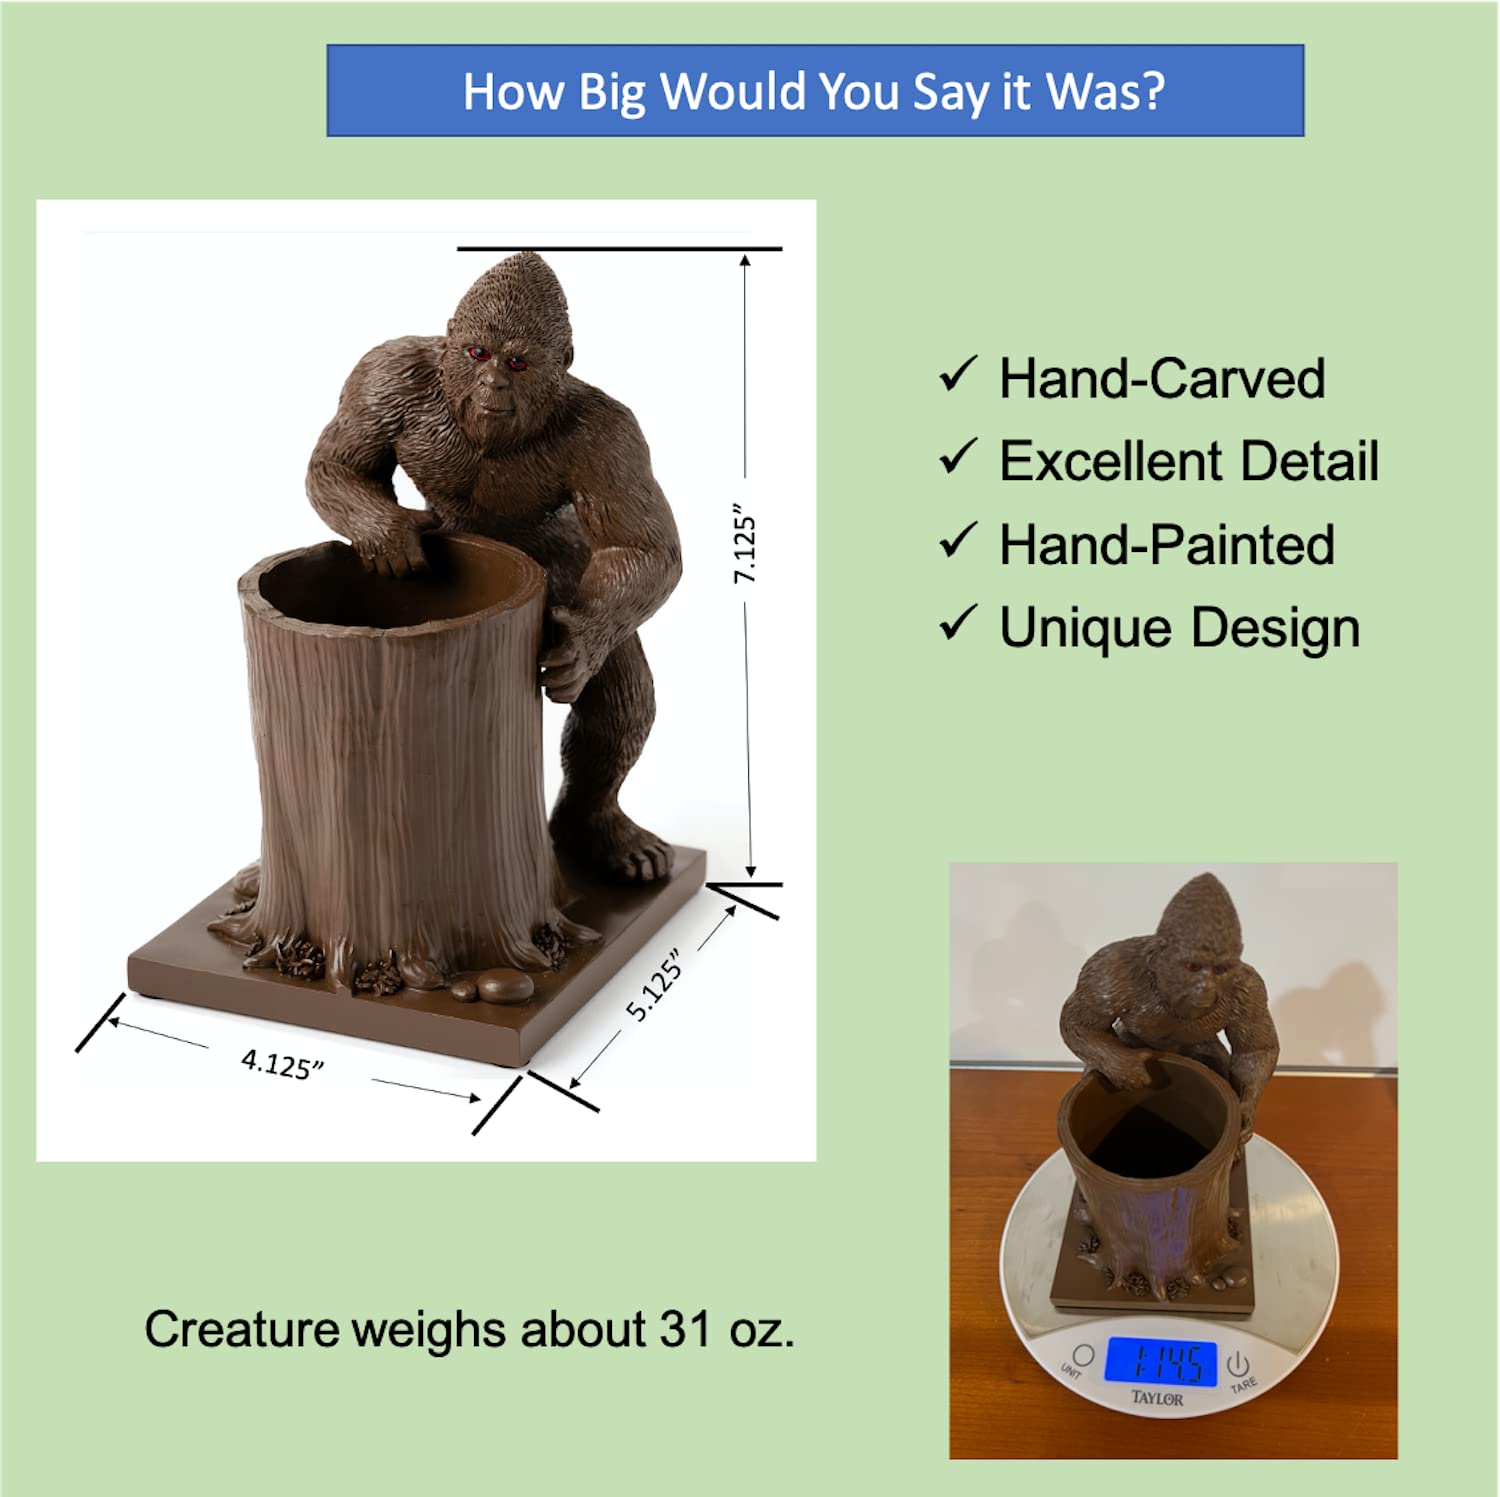 How Big Would You Say it Was?
7.125”
5.125”
4.125”
✓ Hand-Carved
✓ Excellent Detail
✓ Hand-Painted
✓ Unique Design
Creature weighs about 31 oz.
1:14.5
UNIT
TARE
TAYLOR